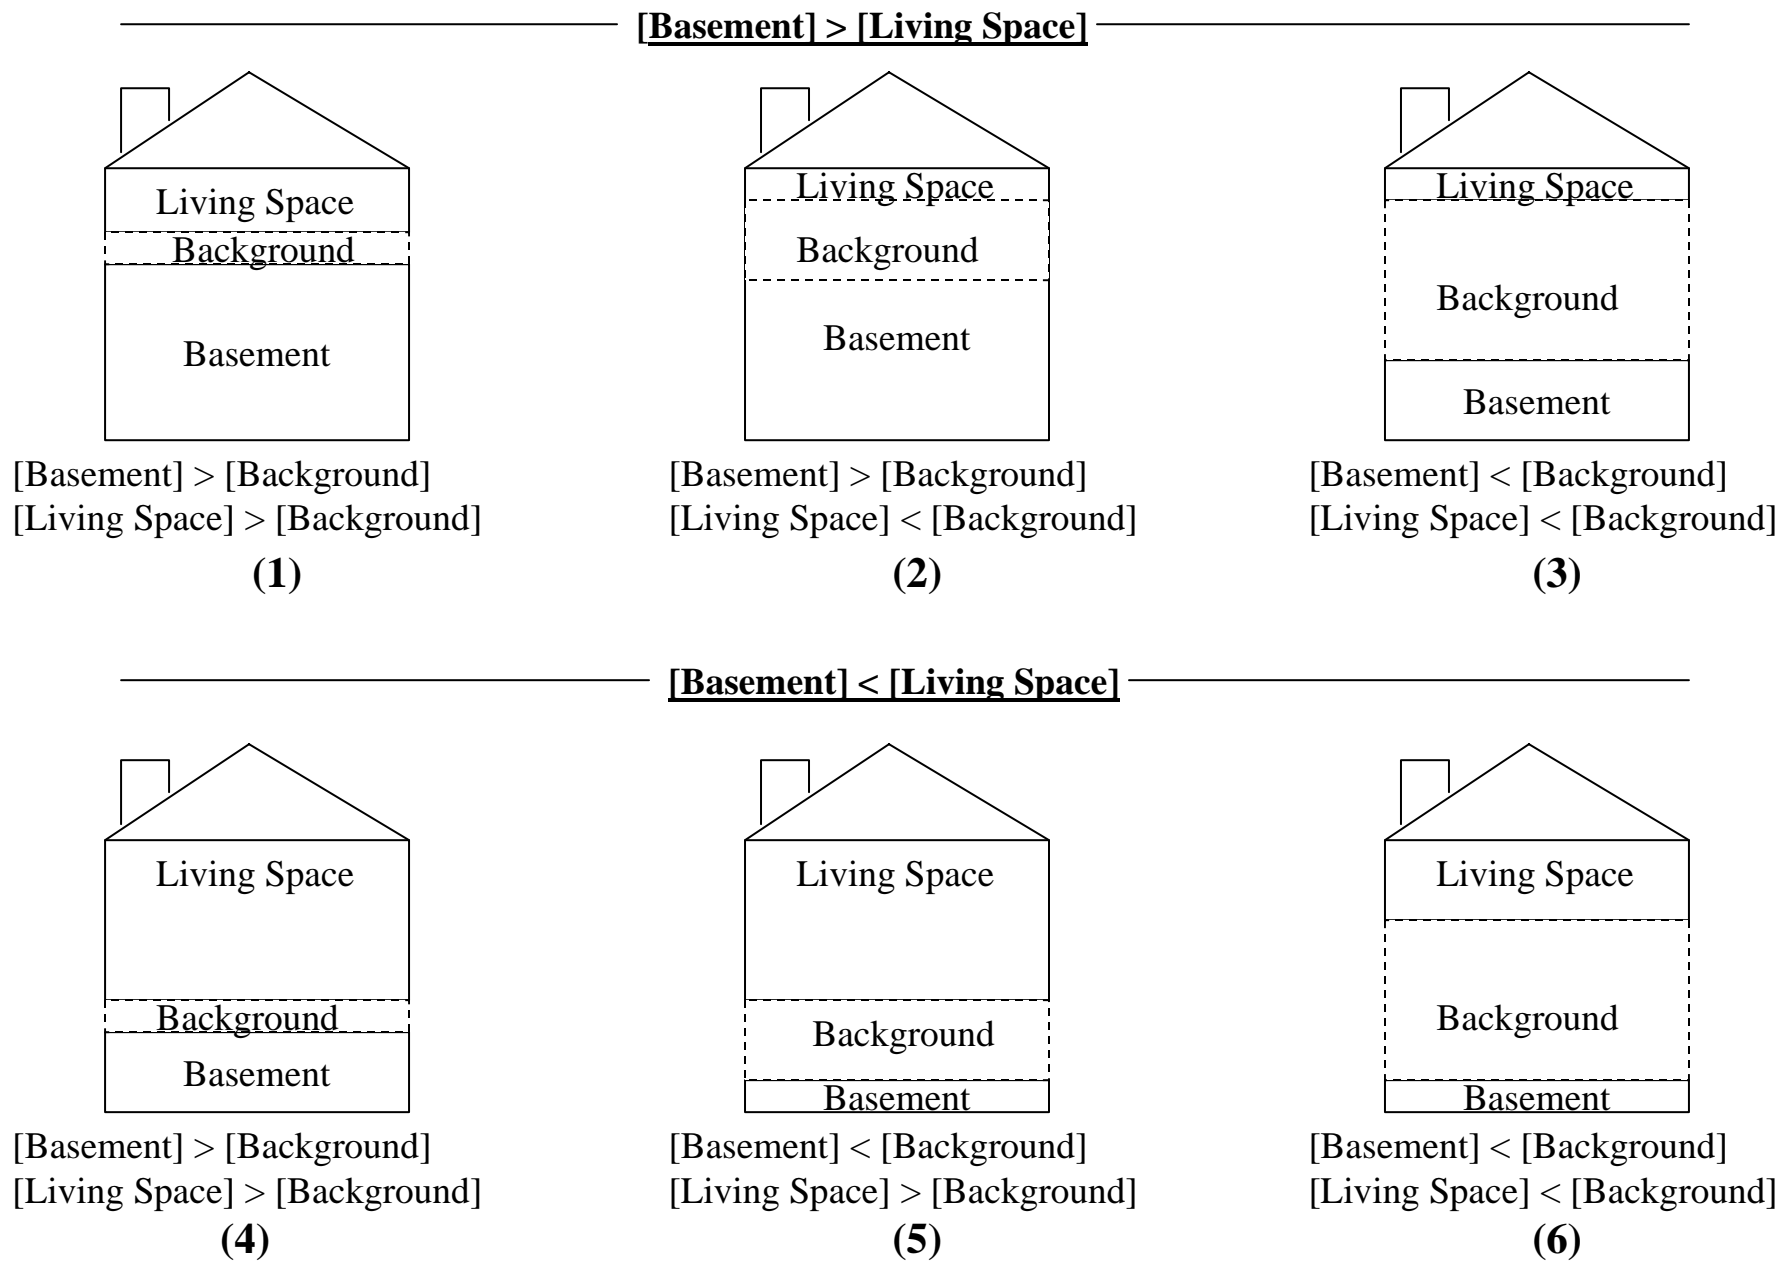 [Basement] > [Living Space]
Living Space
Background
Basement
[Basement] > [Background]
[Living Space] > [Background]
(1)
Living Space
Background
Basement
[Basement] > [Background]
[Living Space] < [Background]
(2)
Living Space
Background
Basement
[Basement] < [Background]
[Living Space] < [Background]
(3)
[Basement] < [Living Space]
Living Space
Background
Basement
[Basement] > [Background]
[Living Space] > [Background]
(4)
Living Space
Background
Basement
[Basement] < [Background]
[Living Space] > [Background]
(5)
Living Space
Background
Basement
[Basement] < [Background]
[Living Space] < [Background]
(6)